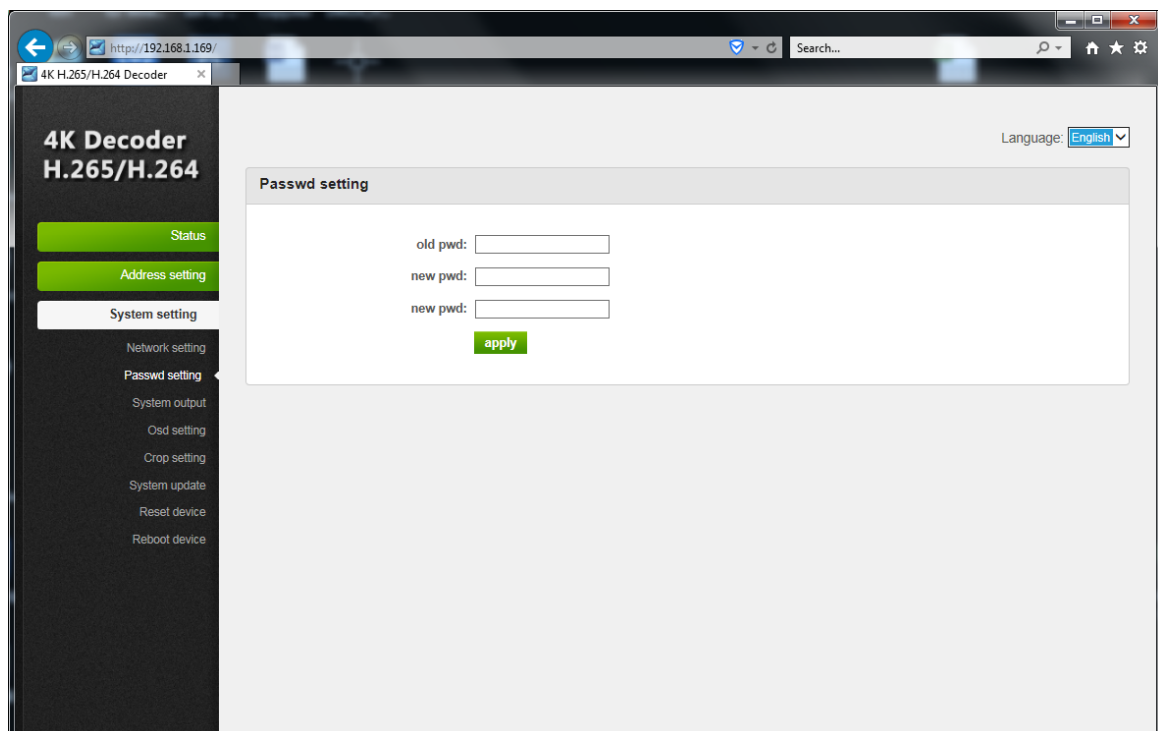 http://192.168.1.169/
Search...
4K H.265/H.264 Decoder
4K Decoder
H.265/H.264
Language: English
Passwd setting
Status
Address setting
System setting
Network setting
Passwd setting
System output
Osd setting
Crop setting
System update
Reset device
Reboot device
old pwd:
new pwd:
new pwd:
apply